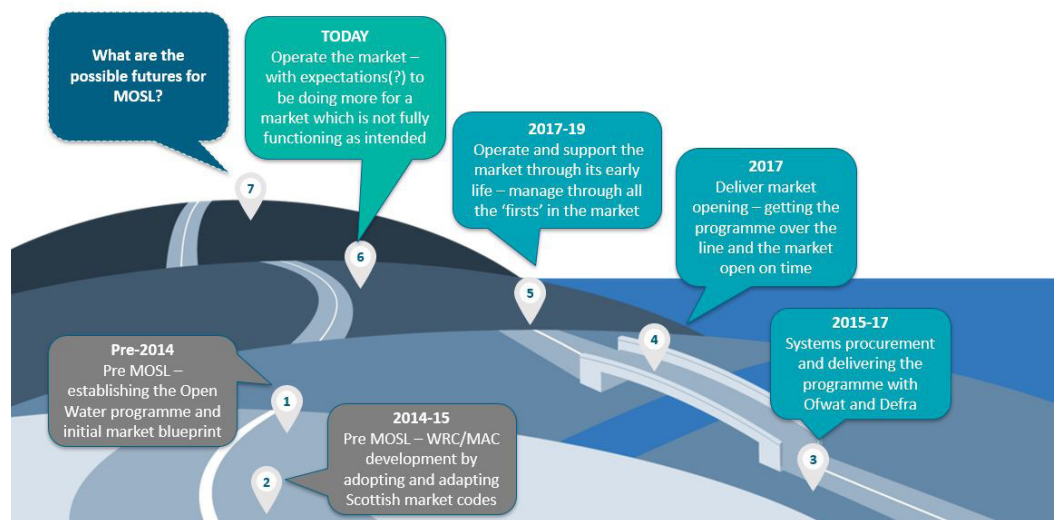 What are the
possible futures for
MOSL?
TODAY
Operate the market –
with expectations(?) to
be doing more for a
market which is not fully
functioning as intended
2017-19
Operate and support the
market through its early
life – manage through all
the ‘firsts’ in the market
2017
Deliver market
opening – getting the
programme over the
line and the market
open on time
7
6
5
4
2015-17
Systems procurement
and delivering the
programme with
Ofwat and Defra
3
Pre-2014
Pre MOSL –
establishing the Open
Water programme and
initial market blueprint
1
2014-15
Pre MOSL – WRC/MAC
development by
adopting and adapting
Scottish market codes
2